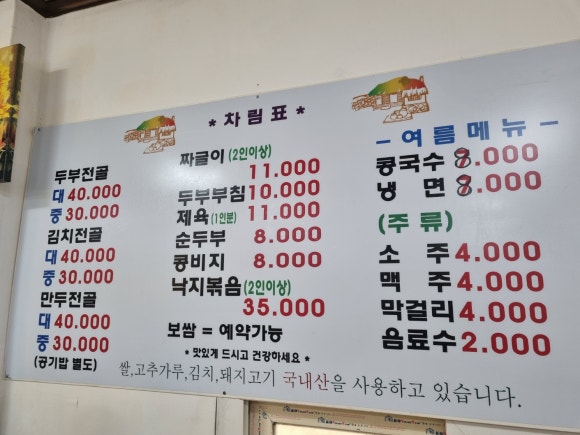 * 차림표 *
두부전골
대 40.000
중 30.000
김치전골
대 40.000
중 30.000
만두전골
대 40.000
중 30.000
(공기밥 별도)
짜글이 (2인이상)
11.000
두부부침 10.000
제육 (1인분) 11.000
순두부 8.000
콩비지 8.000
낙지볶음 (2인이상)
35.000
보쌈 = 예약가능
* 맛있게 드시고 건강하세요 *
- 여름메뉴 -
콩국수 8.000
냉 면 8.000
(주 류)
소 주 4.000
맥 주 4.000
막걸리 4.000
음료수 2.000
쌀,고추가루,김치,돼지고기 국내산을 사용하고 있습니다.